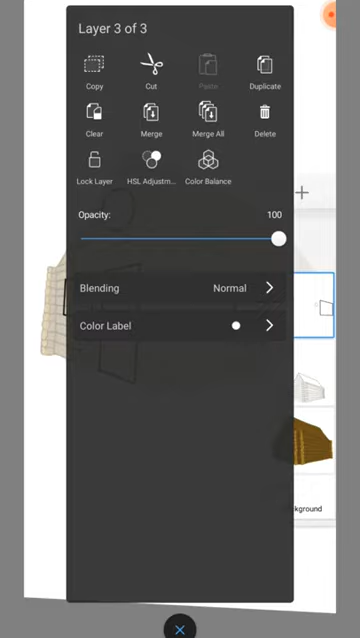 Layer 3 of 3
Copy
Cut
Paste
Duplicate
Clear
Merge
Merge All
Delete
Lock Layer
HSL Adjustm...
Color Balance
Opacity:
100
Blending
Normal
Color Label
kground